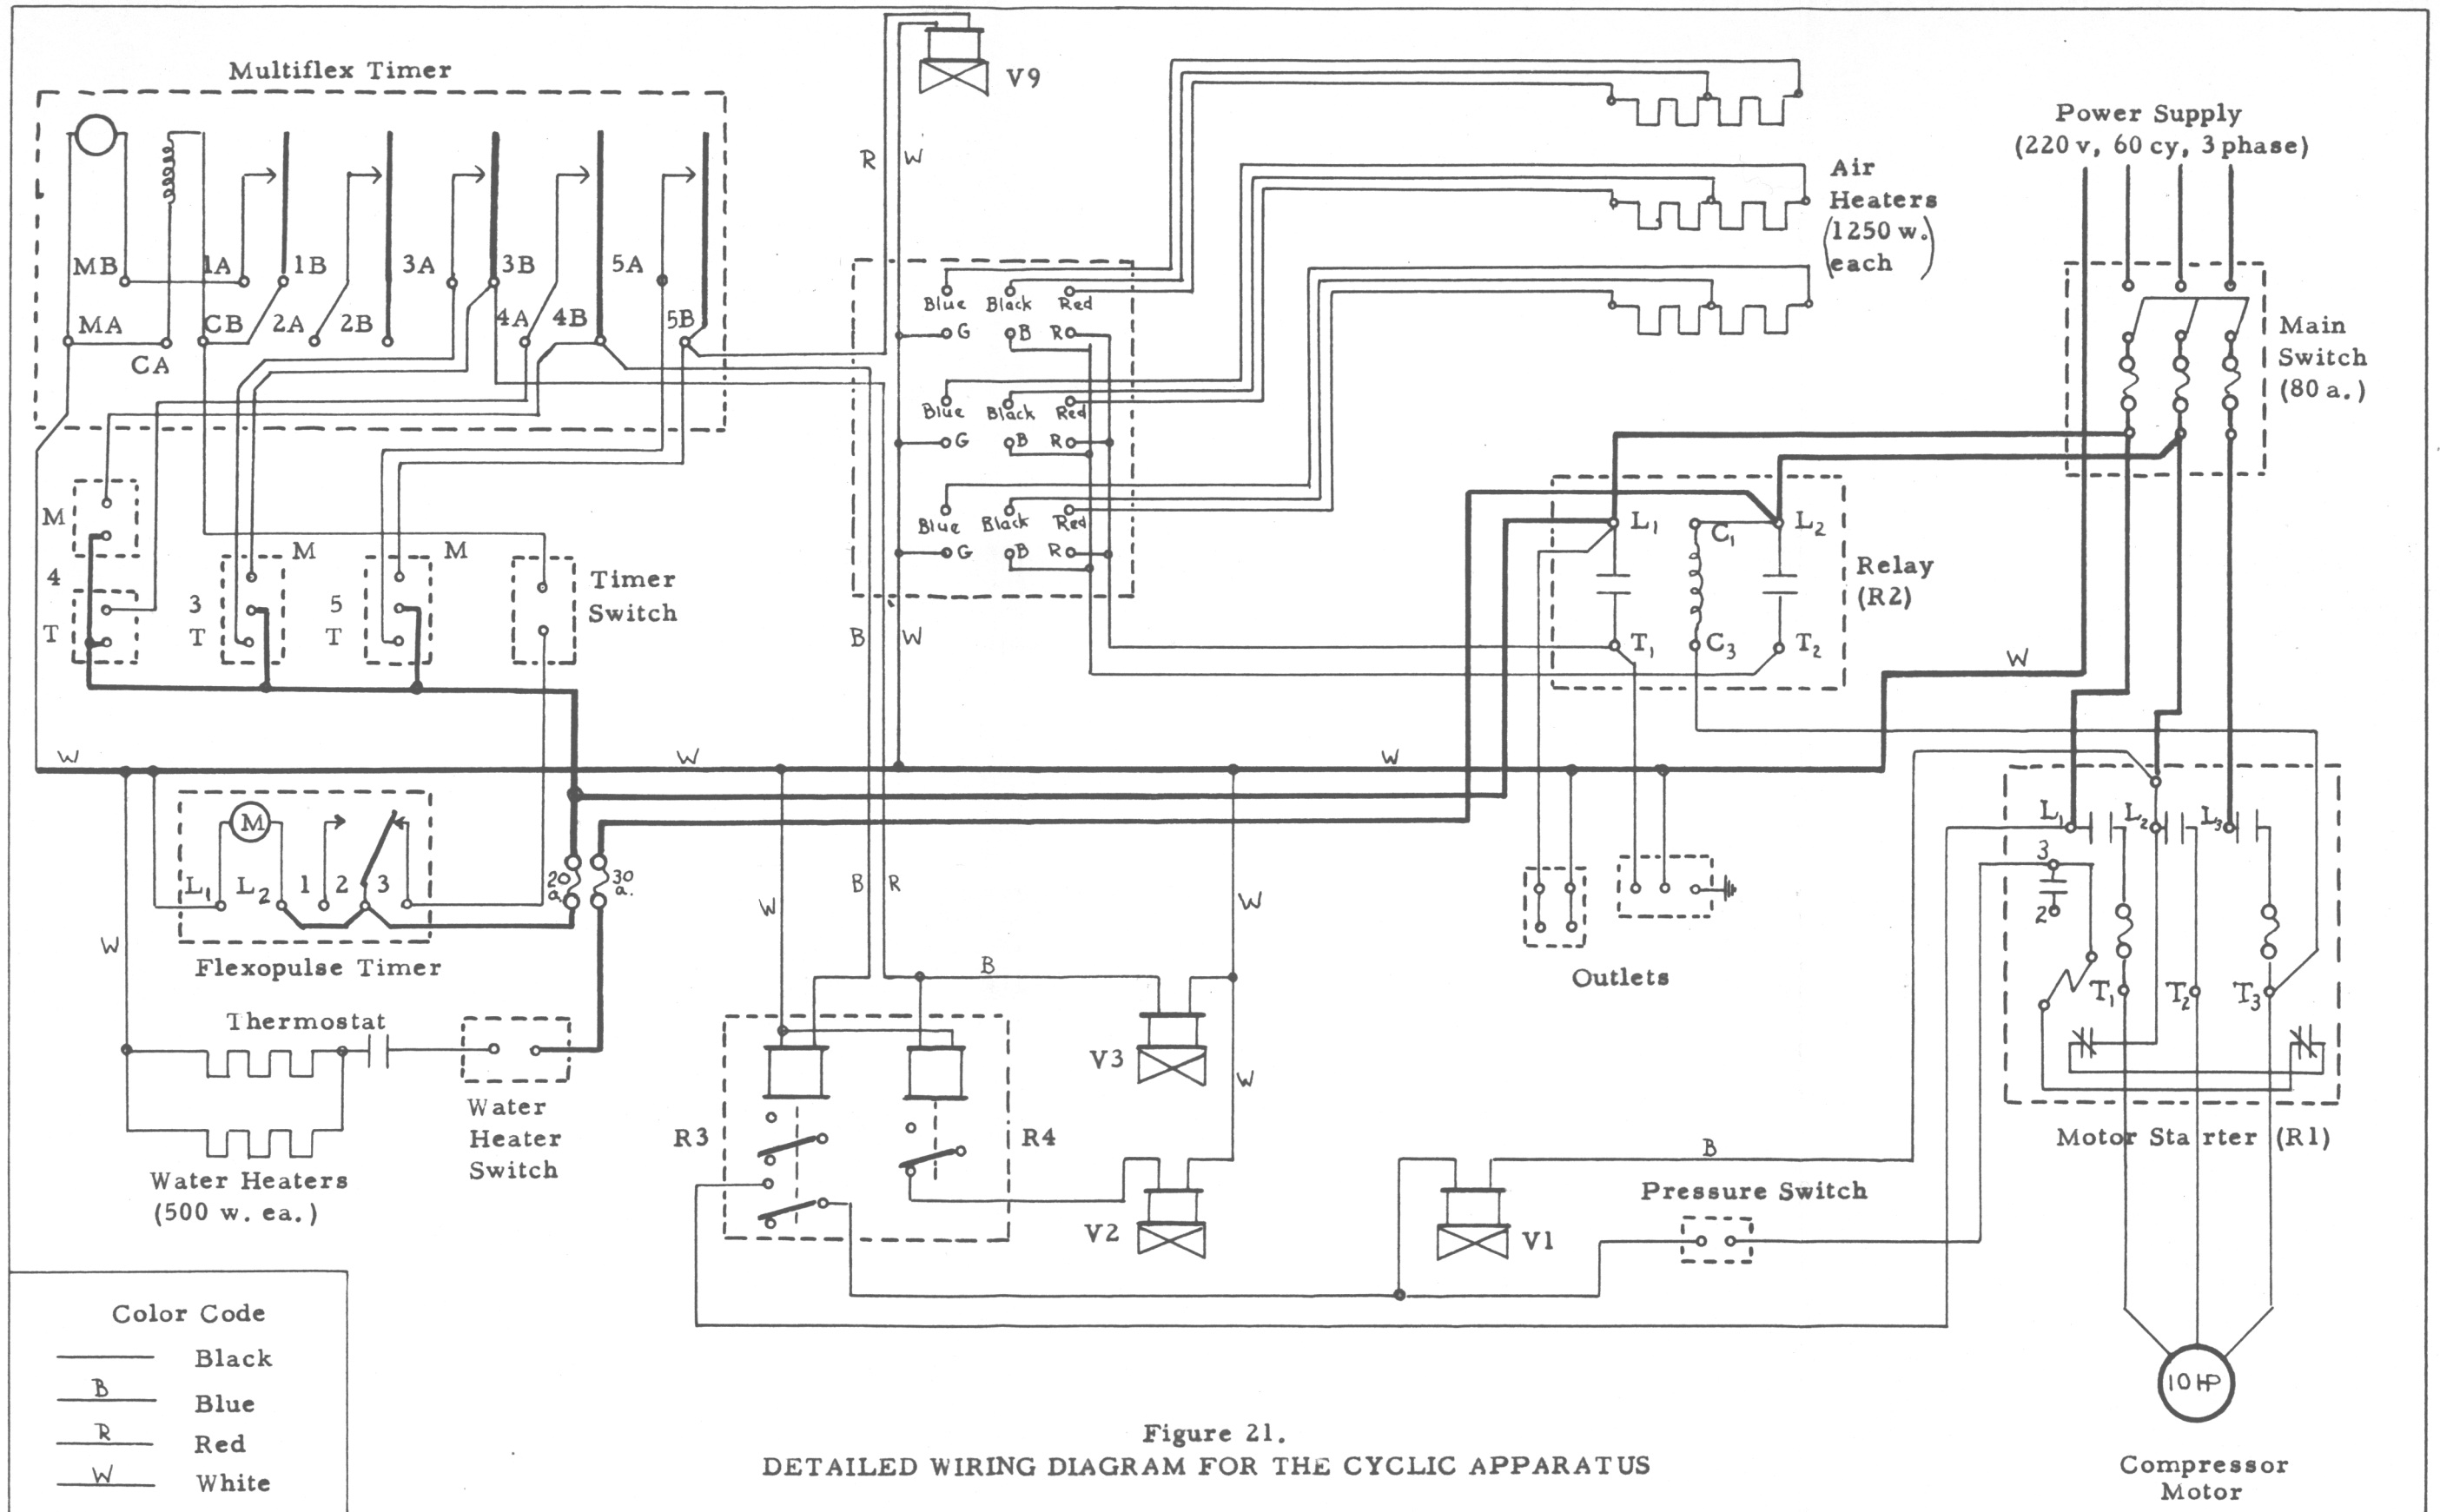 Multiflex Timer
V9
Power Supply
(220 v, 60 cy, 3 phase)
R
W
Air
Heaters
(1250 w.)
each
MB
1A
1B
3A
3B
5A
MA
CA
CB
2A
2B
4A
4B
5B
Blue
Black
Red
G
B
R
Blue
Black
Red
G
B
R
Blue
Black
Red
G
B
R
Main
Switch
(80 a.)
M
4
T
M
3
T
M
5
T
Timer
Switch
L1
C1
L2
T1
C3
T2
Relay
(R2)
B
W
W
W
W
W
M
L1
L2
1
2
3
Flexopulse Timer
20
a.
30
a.
W
W
B
R
W
B
Outlets
L1
L2
L3
3
2
T1
T2
T3
Motor Starter (R1)
Thermostat
Water
Heater
Switch
Water Heaters
(500 w. ea.)
R3
R4
V3
W
V2
V1
B
Pressure Switch
10 HP
Compressor
Motor
Color Code
Black
B
Blue
R
Red
W
White
Figure 21.
DETAILED WIRING DIAGRAM FOR THE CYCLIC APPARATUS